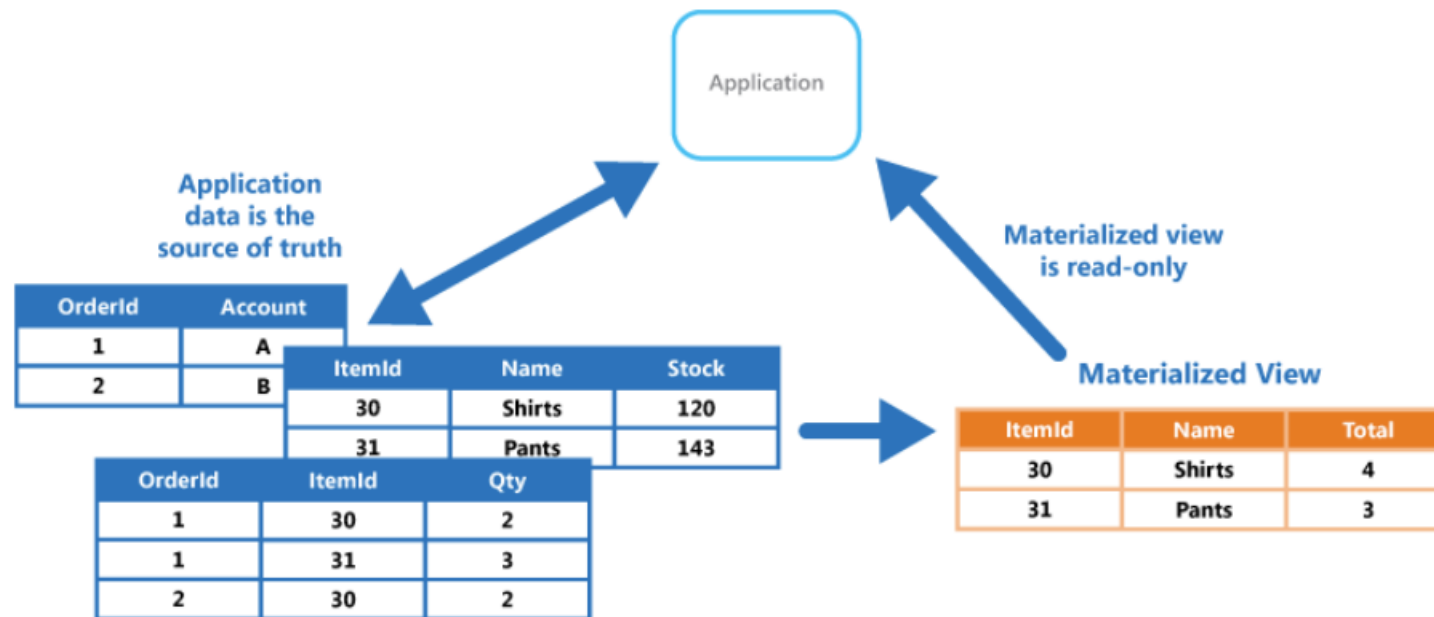 Application
Application
data is the
source of truth
Materialized view
is read-only
OrderId Account
1 A
2 B
ItemId Name Stock
30 Shirts 120
31 Pants 143
OrderId ItemId Qty
1 30 2
1 31 3
2 30 2
Materialized View
ItemId Name Total
30 Shirts 4
31 Pants 3